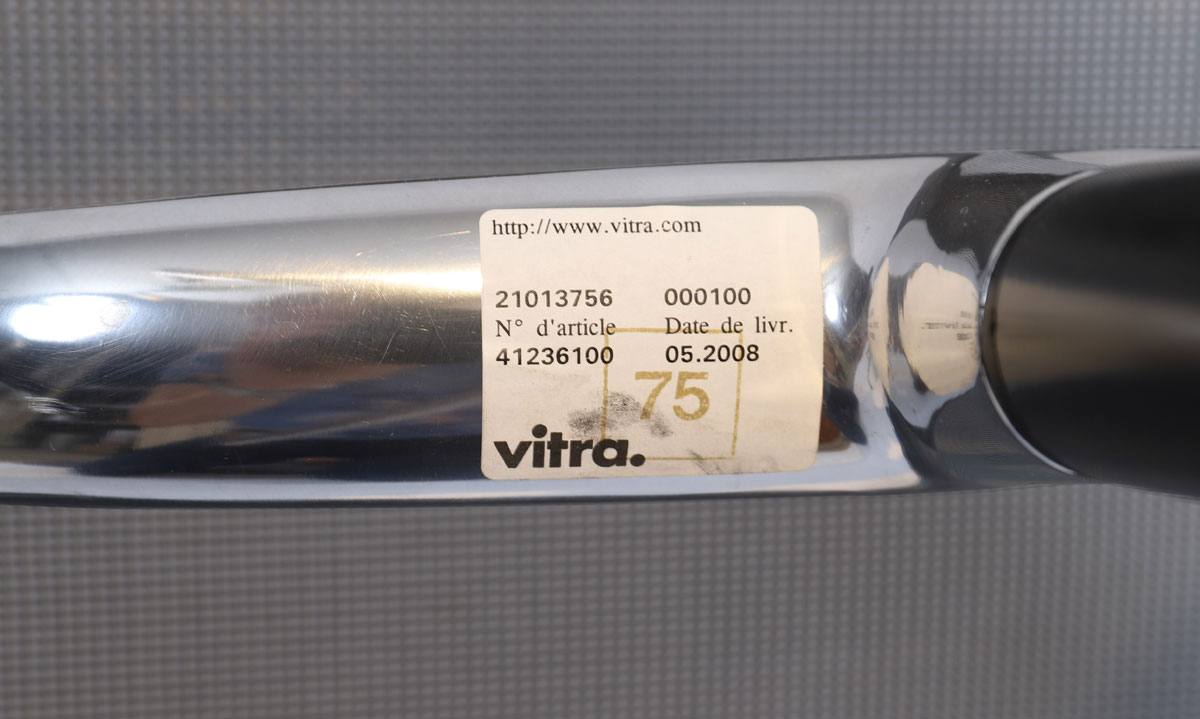 http://www.vitra.com
21013756 000100
N° d'article Date de livr.
41236100 05.2008
75
vitra.